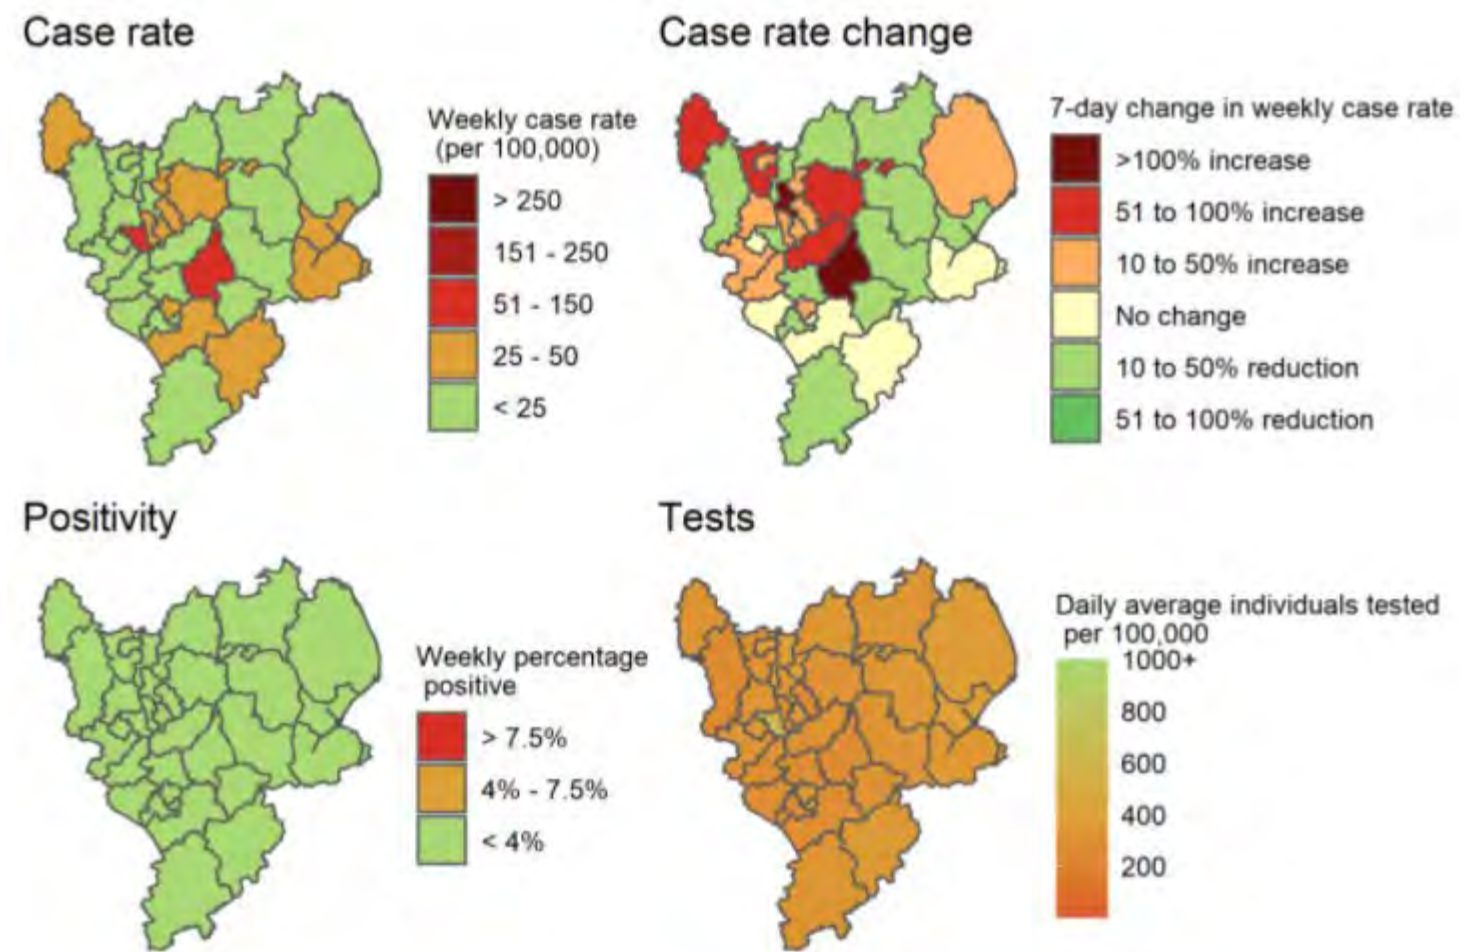 Case rate
Weekly case rate
(per 100,000)
> 250
151 - 250
51 - 150
25 - 50
< 25
Case rate change
7-day change in weekly case rate
>100% increase
51 to 100% increase
10 to 50% increase
No change
10 to 50% reduction
51 to 100% reduction
Positivity
Weekly percentage
positive
> 7.5%
4% - 7.5%
< 4%
Tests
Daily average individuals tested
per 100,000
1000+
800
600
400
200